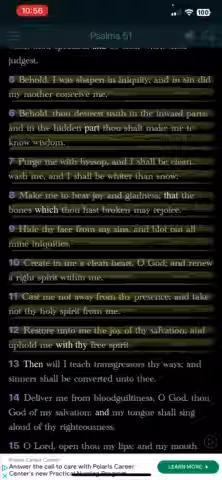 10:56
100
Psalms 51
judgest.
5 Behold, I was shapen in iniquity; and in sin did
my mother conceive me.
6 Behold, thou desirest truth in the inward parts:
and in the hidden part thou shalt make me to
know wisdom.
7 Purge me with hyssop, and I shall be clean:
wash me, and I shall be whiter than snow.
8 Make me to hear joy and gladness; that the
bones which thou hast broken may rejoice.
9 Hide thy face from my sins, and blot out all
mine iniquities.
10 Create in me a clean heart, O God; and renew
a right spirit within me.
11 Cast me not away from thy presence; and take
not thy holy spirit from me.
12 Restore unto me the joy of thy salvation; and
uphold me with thy free spirit.
13 Then will I teach transgressors thy ways; and
sinners shall be converted unto thee.
14 Deliver me from bloodguiltiness, O God, thou
God of my salvation: and my tongue shall sing
aloud of thy righteousness.
15 O Lord, open thou my lips; and my mouth
Polaris Career Center
Answer the call to care with Polaris Career
Center's new Practical Nursing Program
LEARN MORE